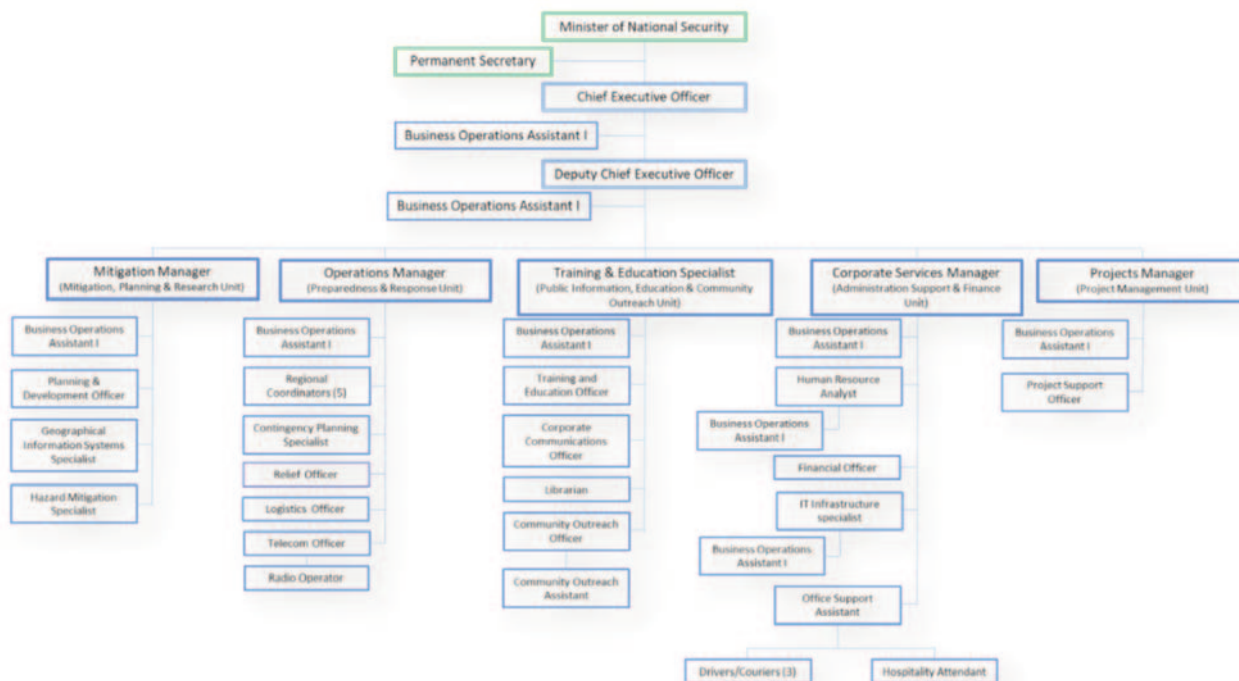 Minister of National Security
Permanent Secretary
Chief Executive Officer
Business Operations Assistant I
Deputy Chief Executive Officer
Business Operations Assistant I
Mitigation Manager
(Mitigation, Planning & Research Unit)
Operations Manager
(Preparedness & Response Unit)
Training & Education Specialist
(Public Information, Education & Community
Outreach Unit)
Corporate Services Manager
(Administration Support & Finance
Unit)
Projects Manager
(Project Management Unit)
Business Operations
Assistant I
Planning &
Development Officer
Geographical
Information Systems
Specialist
Hazard Mitigation
Specialist
Business Operations
Assistant I
Regional
Coordinators (5)
Contingency Planning
Specialist
Relief Officer
Logistics Officer
Telecom Officer
Radio Operator
Business Operations
Assistant I
Training and
Education Officer
Corporate
Communications
Officer
Librarian
Community Outreach
Officer
Community Outreach
Assistant
Business Operations
Assistant I
Human Resource
Analyst
Business Operations
Assistant I
Financial Officer
IT Infrastructure
specialist
Business Operations
Assistant I
Office Support
Assistant
Drivers/Couriers (3)
Hospitality Attendant
Business Operations
Assistant I
Project Support
Officer